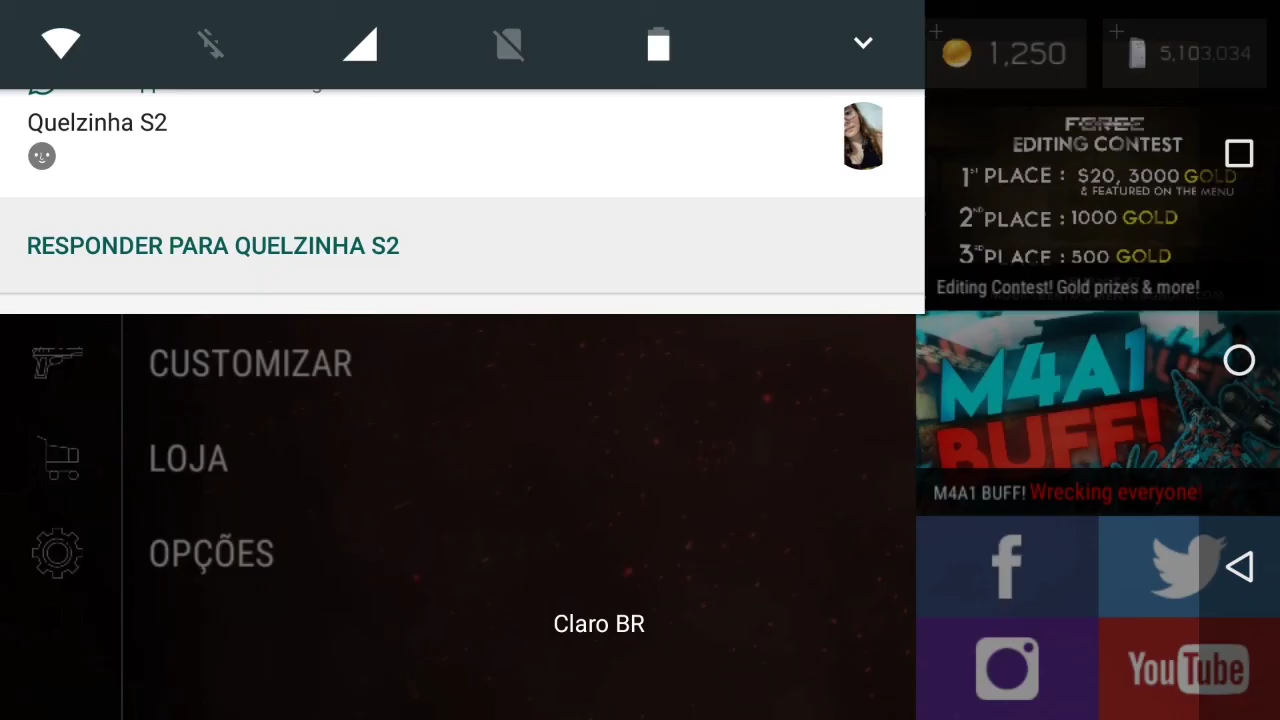 1,250
5,103,034
Quelzinha S2
RESPONDER PARA QUELZINHA S2
FEREE
EDITING CONTEST
1ST PLACE : $20, 3000 GOLD
& FEATURED ON THE MENU
2ND PLACE : 1000 GOLD
3RD PLACE : 500 GOLD
Editing Contest! Gold prizes & more!
CUSTOMIZAR
LOJA
OPÇÕES
Claro BR
M4A1
BUFF!
M4A1 BUFF! Wrecking everyone!
f
YouTube